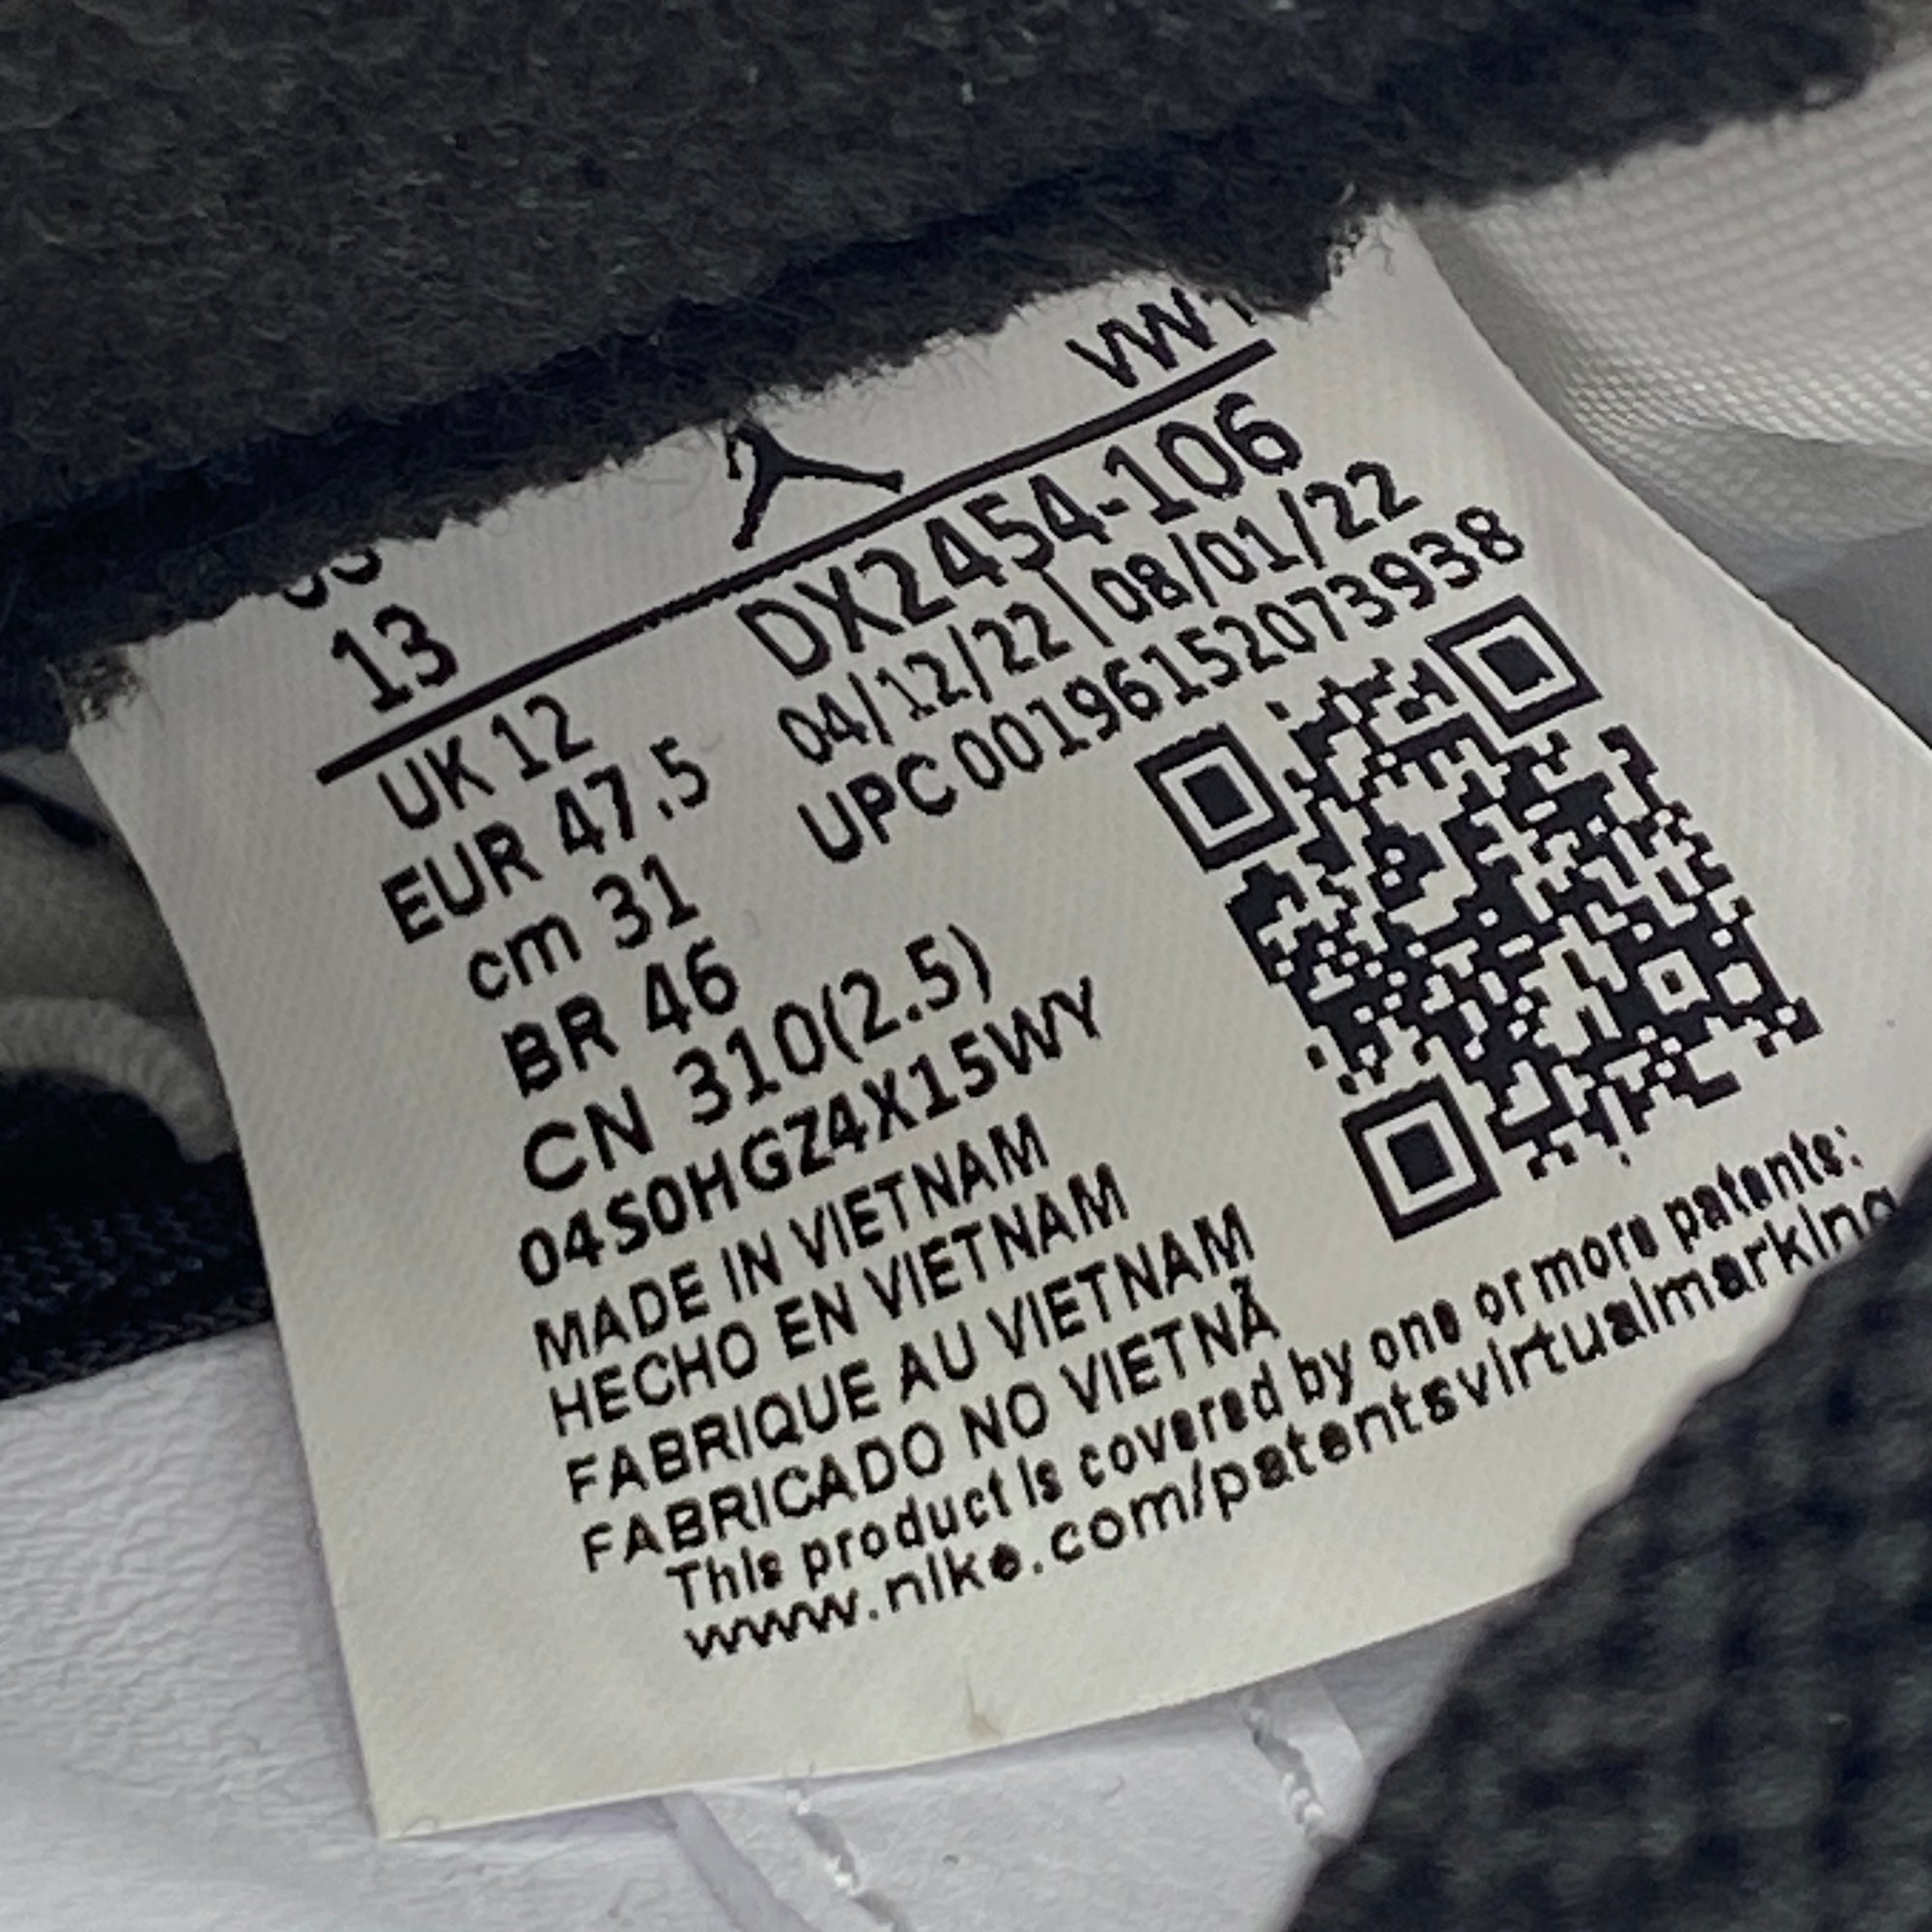 13
DX2454-106
UK 12
04/12/22 | 08/01/22
EUR 47.5
UPC 00196152073938
cm 31
BR 46
CN 310(2.5)
04S0HGZ4X15WY
MADE IN VIETNAM
HECHO EN VIETNAM
FABRIQUE AU VIETNAM
FABRICADO NO VIETNÃ
This product is covered by one or more patents:
www.nike.com/patentsvirtualmarking